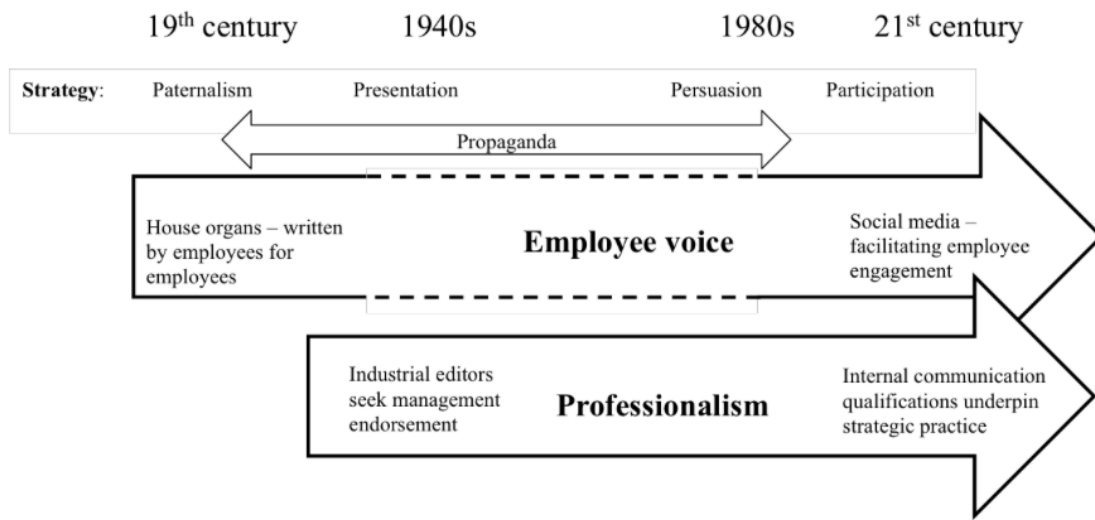 19th century 1940s 1980s 21st century
Strategy: Paternalism Presentation Persuasion Participation
Propaganda
House organs – written
by employees for
employees
Employee voice
Social media –
facilitating employee
engagement
Industrial editors
seek management
endorsement
Professionalism
Internal communication
qualifications underpin
strategic practice